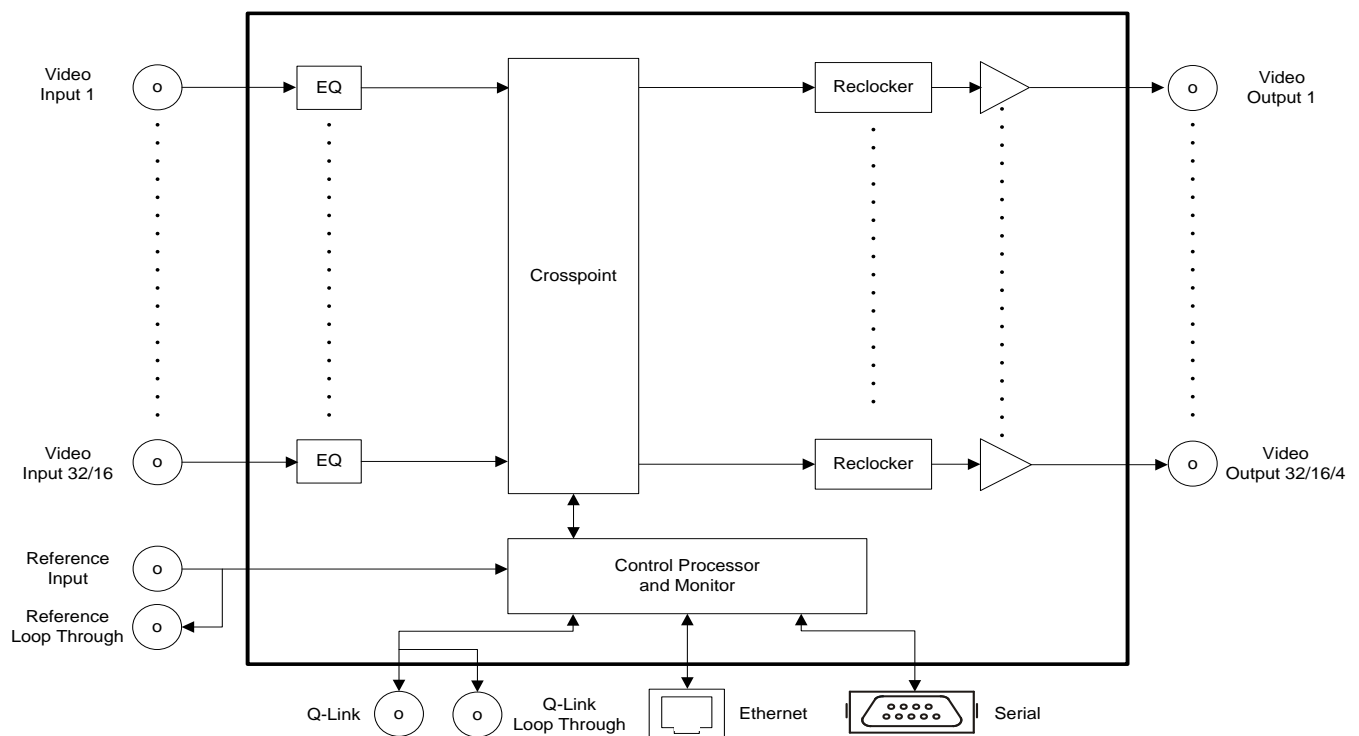 Video
Input 1
o
EQ
Crosspoint
Reclocker
o
Video
Output 1
Video
Input 32/16
o
EQ
Reclocker
o
Video
Output 32/16/4
Reference
Input
o
Control Processor
and Monitor
Reference
Loop Through
o
Q-Link
o
o
Q-Link
Loop Through
Ethernet
Serial